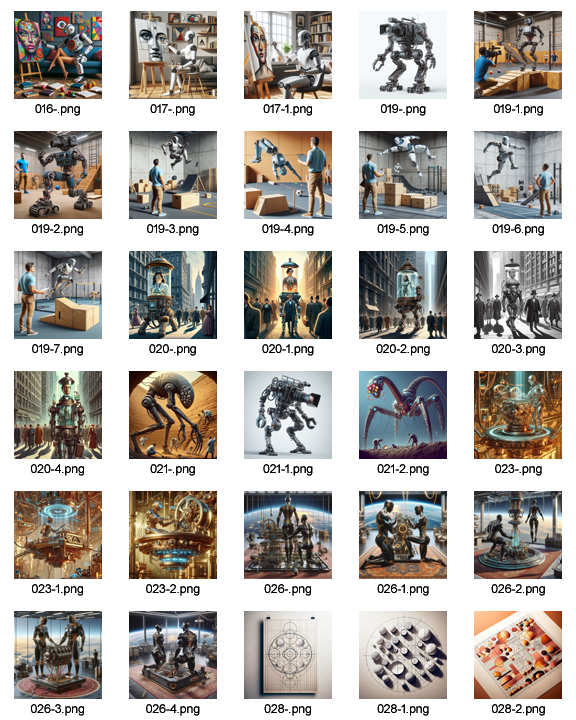 016-.png 017-.png 017-1.png 019-.png 019-1.png
019-2.png 019-3.png 019-4.png 019-5.png 019-6.png
019-7.png 020-.png 020-1.png 020-2.png 020-3.png
020-4.png 021-.png 021-1.png 021-2.png 023-.png
023-1.png 023-2.png 026-.png 026-1.png 026-2.png
026-3.png 026-4.png 028-.png 028-1.png 028-2.png